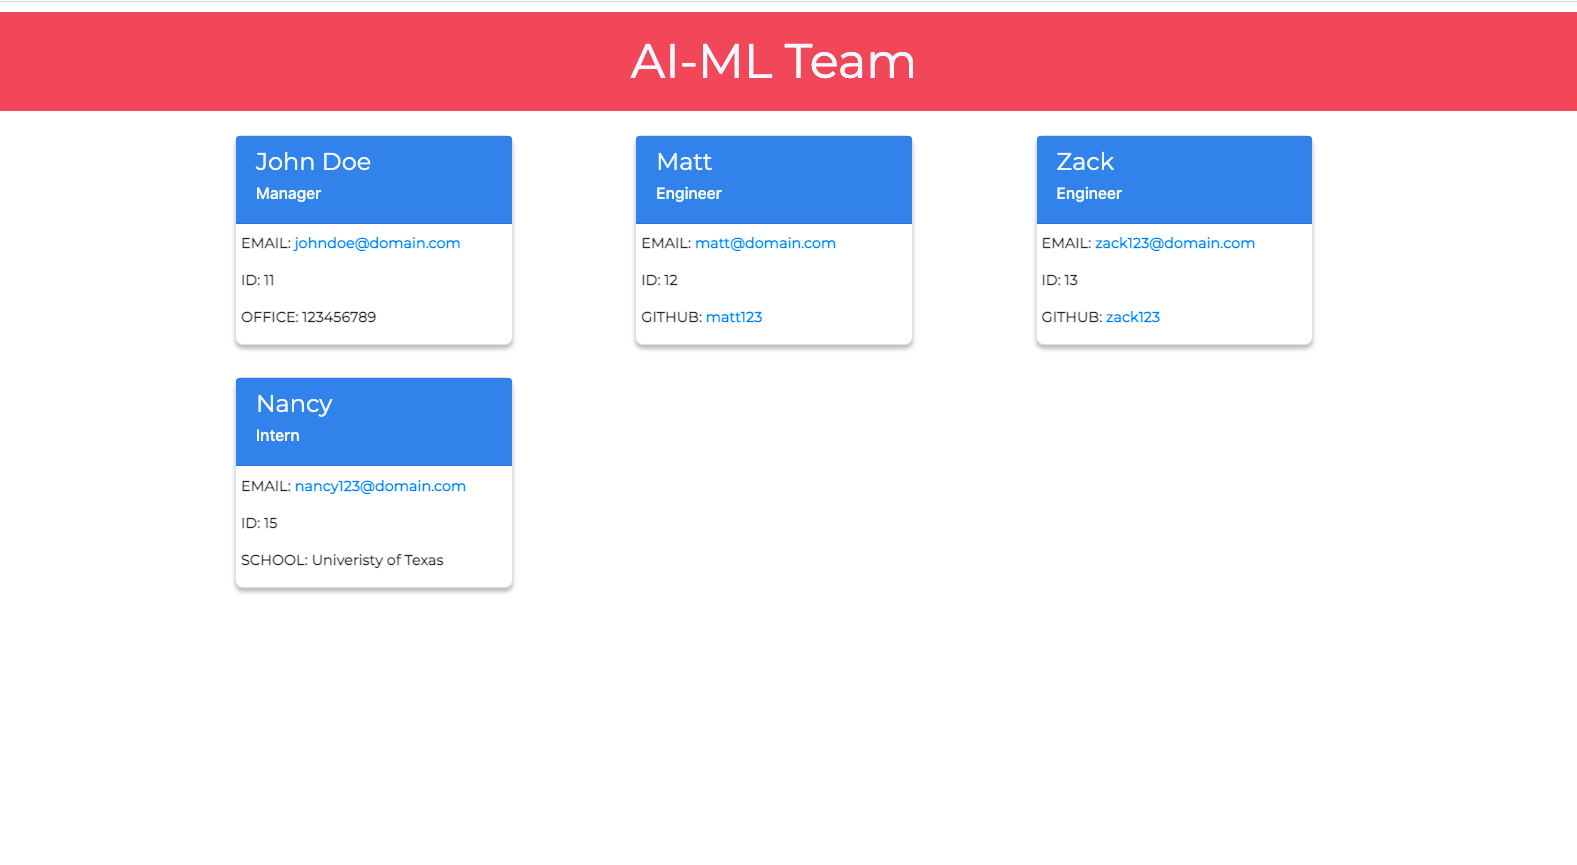 AI-ML Team
John Doe
Manager
EMAIL: johndoe@domain.com
ID: 11
OFFICE: 123456789
Matt
Engineer
EMAIL: matt@domain.com
ID: 12
GITHUB: matt123
Zack
Engineer
EMAIL: zack123@domain.com
ID: 13
GITHUB: zack123
Nancy
Intern
EMAIL: nancy123@domain.com
ID: 15
SCHOOL: Univeristy of Texas